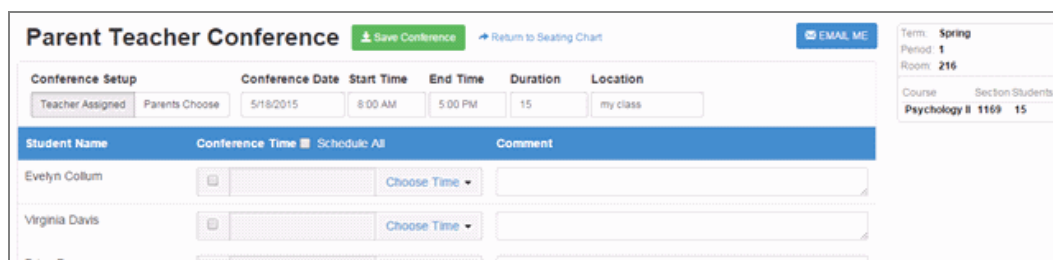 Parent Teacher Conference Save Conference Return to Seating Chart EMAIL ME
Term: Spring
Period: 1
Room: 216
Course Section Students
Psychology II 1169 15
Conference Setup Conference Date Start Time End Time Duration Location
Teacher Assigned Parents Choose 5/18/2015 8:00 AM 5:00 PM 15 my class
Student Name Conference Time Schedule All Comment
Evelyn Collum Choose Time
Virginia Davis Choose Time